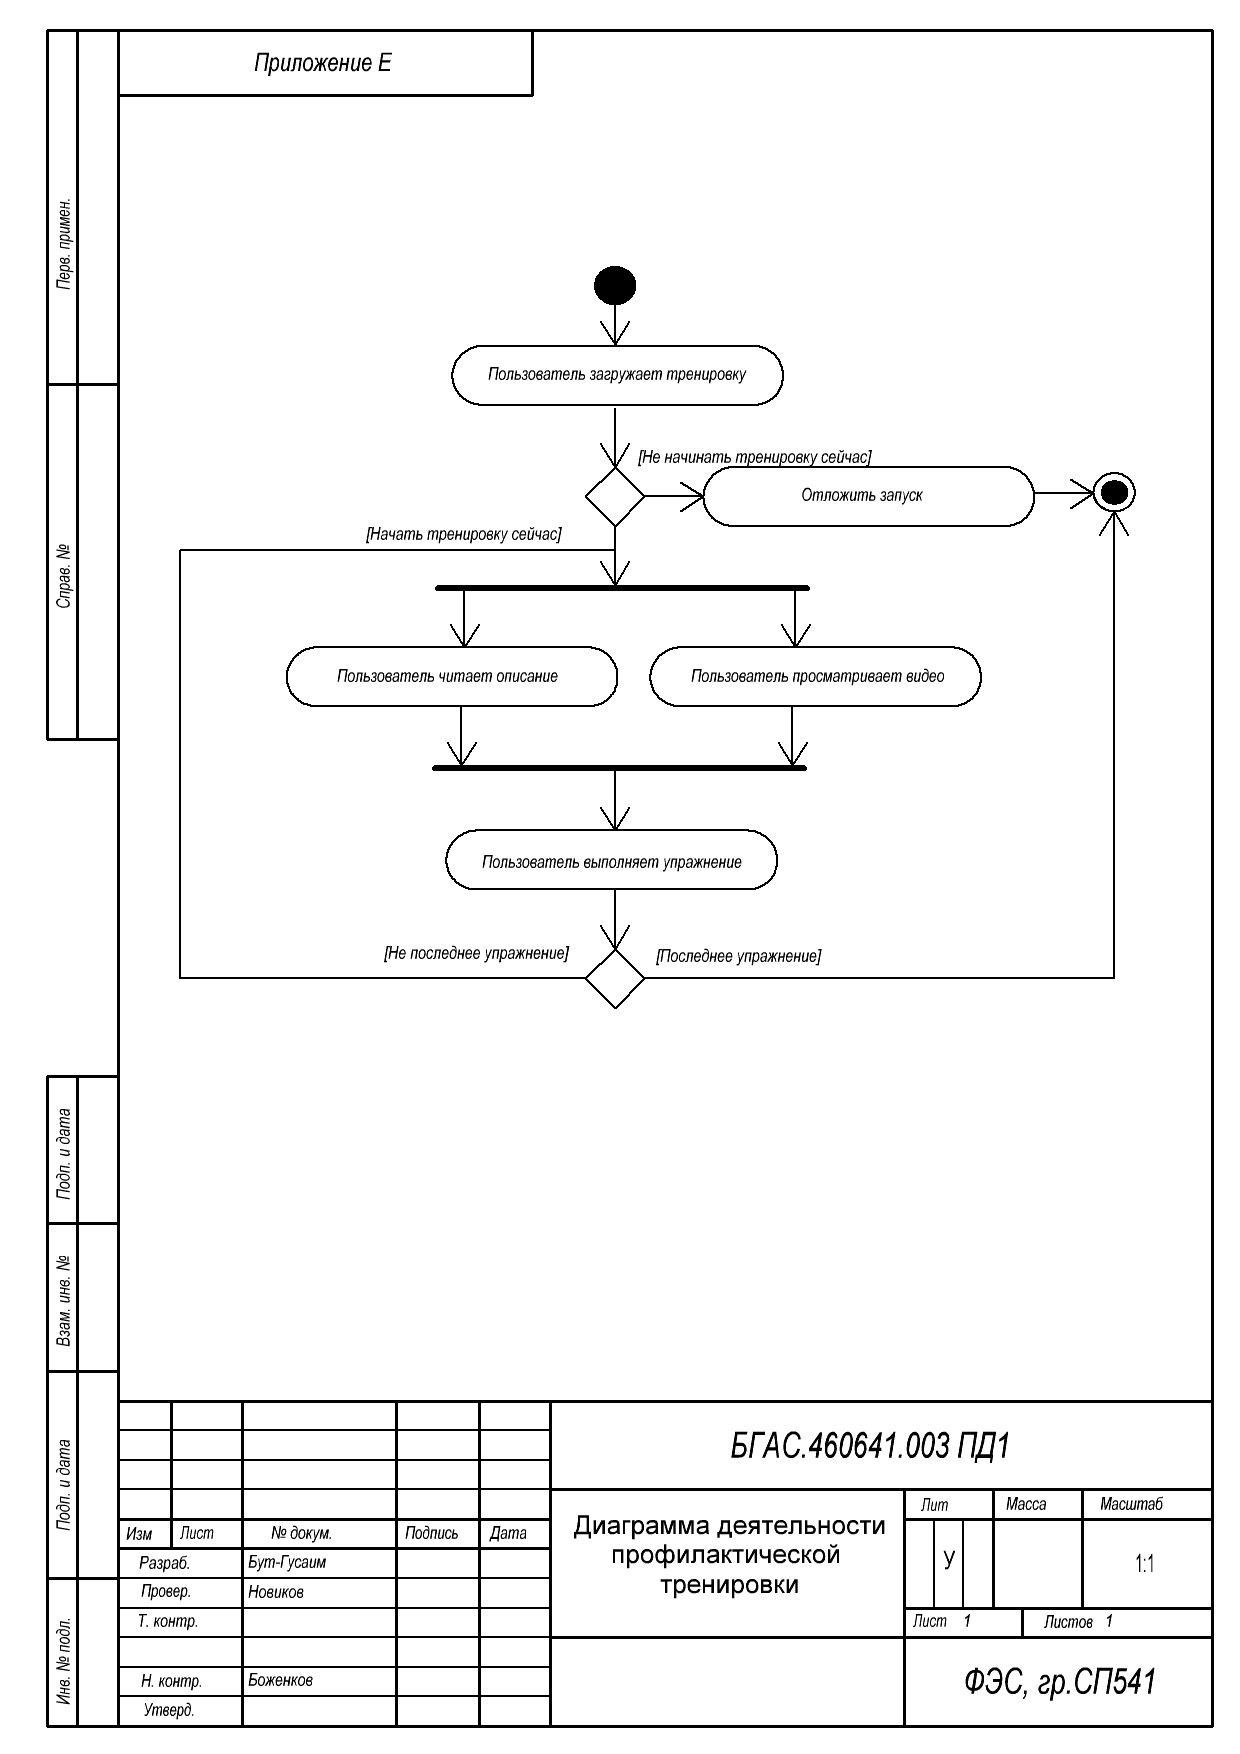 Приложение Е
Перв. примен.
Справ. №
Пользователь загружает тренировку
[Не начинать тренировку сейчас]
Отложить запуск
[Начать тренировку сейчас]
Пользователь читает описание
Пользователь просматривает видео
Пользователь выполняет упражнение
[Не последнее упражнение]
[Последнее упражнение]
Подп. и дата
Взам. инв. №
Подп. и дата
Инв. № подл.
БГАС.460641.003 ПД1
Изм Лист № докум. Подпись Дата
Разраб. Бут-Гусаим
Провер. Новиков
Т. контр.
Н. контр. Боженков
Утверд.
Диаграмма деятельности
профилактической
тренировки
Лит Масса Масштаб
У 1:1
Лист 1 Листов 1
ФЭС, гр.СП541